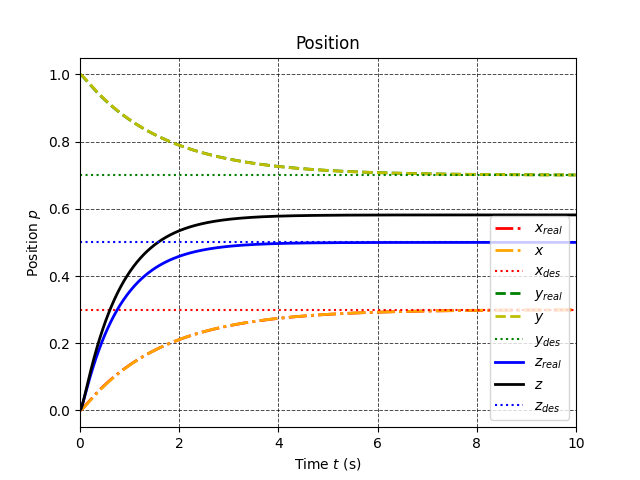 Position
Position p
1.0
0.8
0.6
0.4
0.2
0.0
0
2
4
6
8
10
Time t (s)
x_real
x
x_des
y_real
y
y_des
z_real
z
z_des